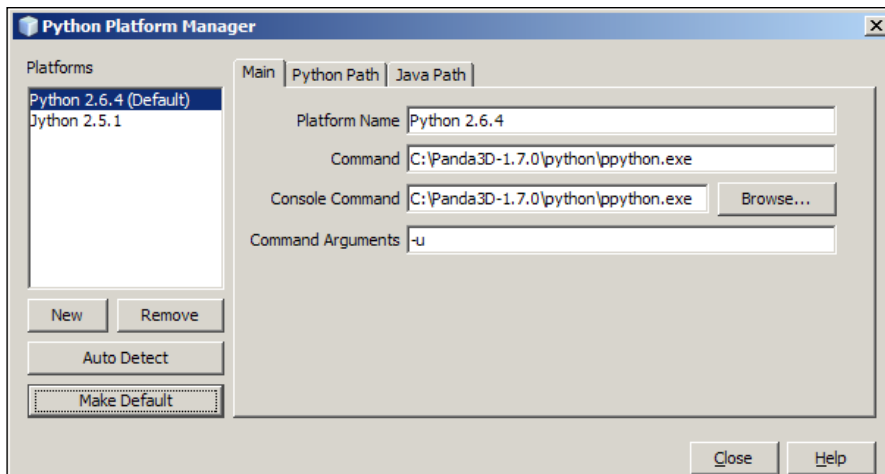 Python Platform Manager
Platforms
Python 2.6.4 (Default)
Jython 2.5.1
New
Remove
Auto Detect
Make Default
Main
Python Path
Java Path
Platform Name Python 2.6.4
Command C:\Panda3D-1.7.0\python\ppython.exe
Console Command C:\Panda3D-1.7.0\python\ppython.exe Browse...
Command Arguments -u
Close
Help